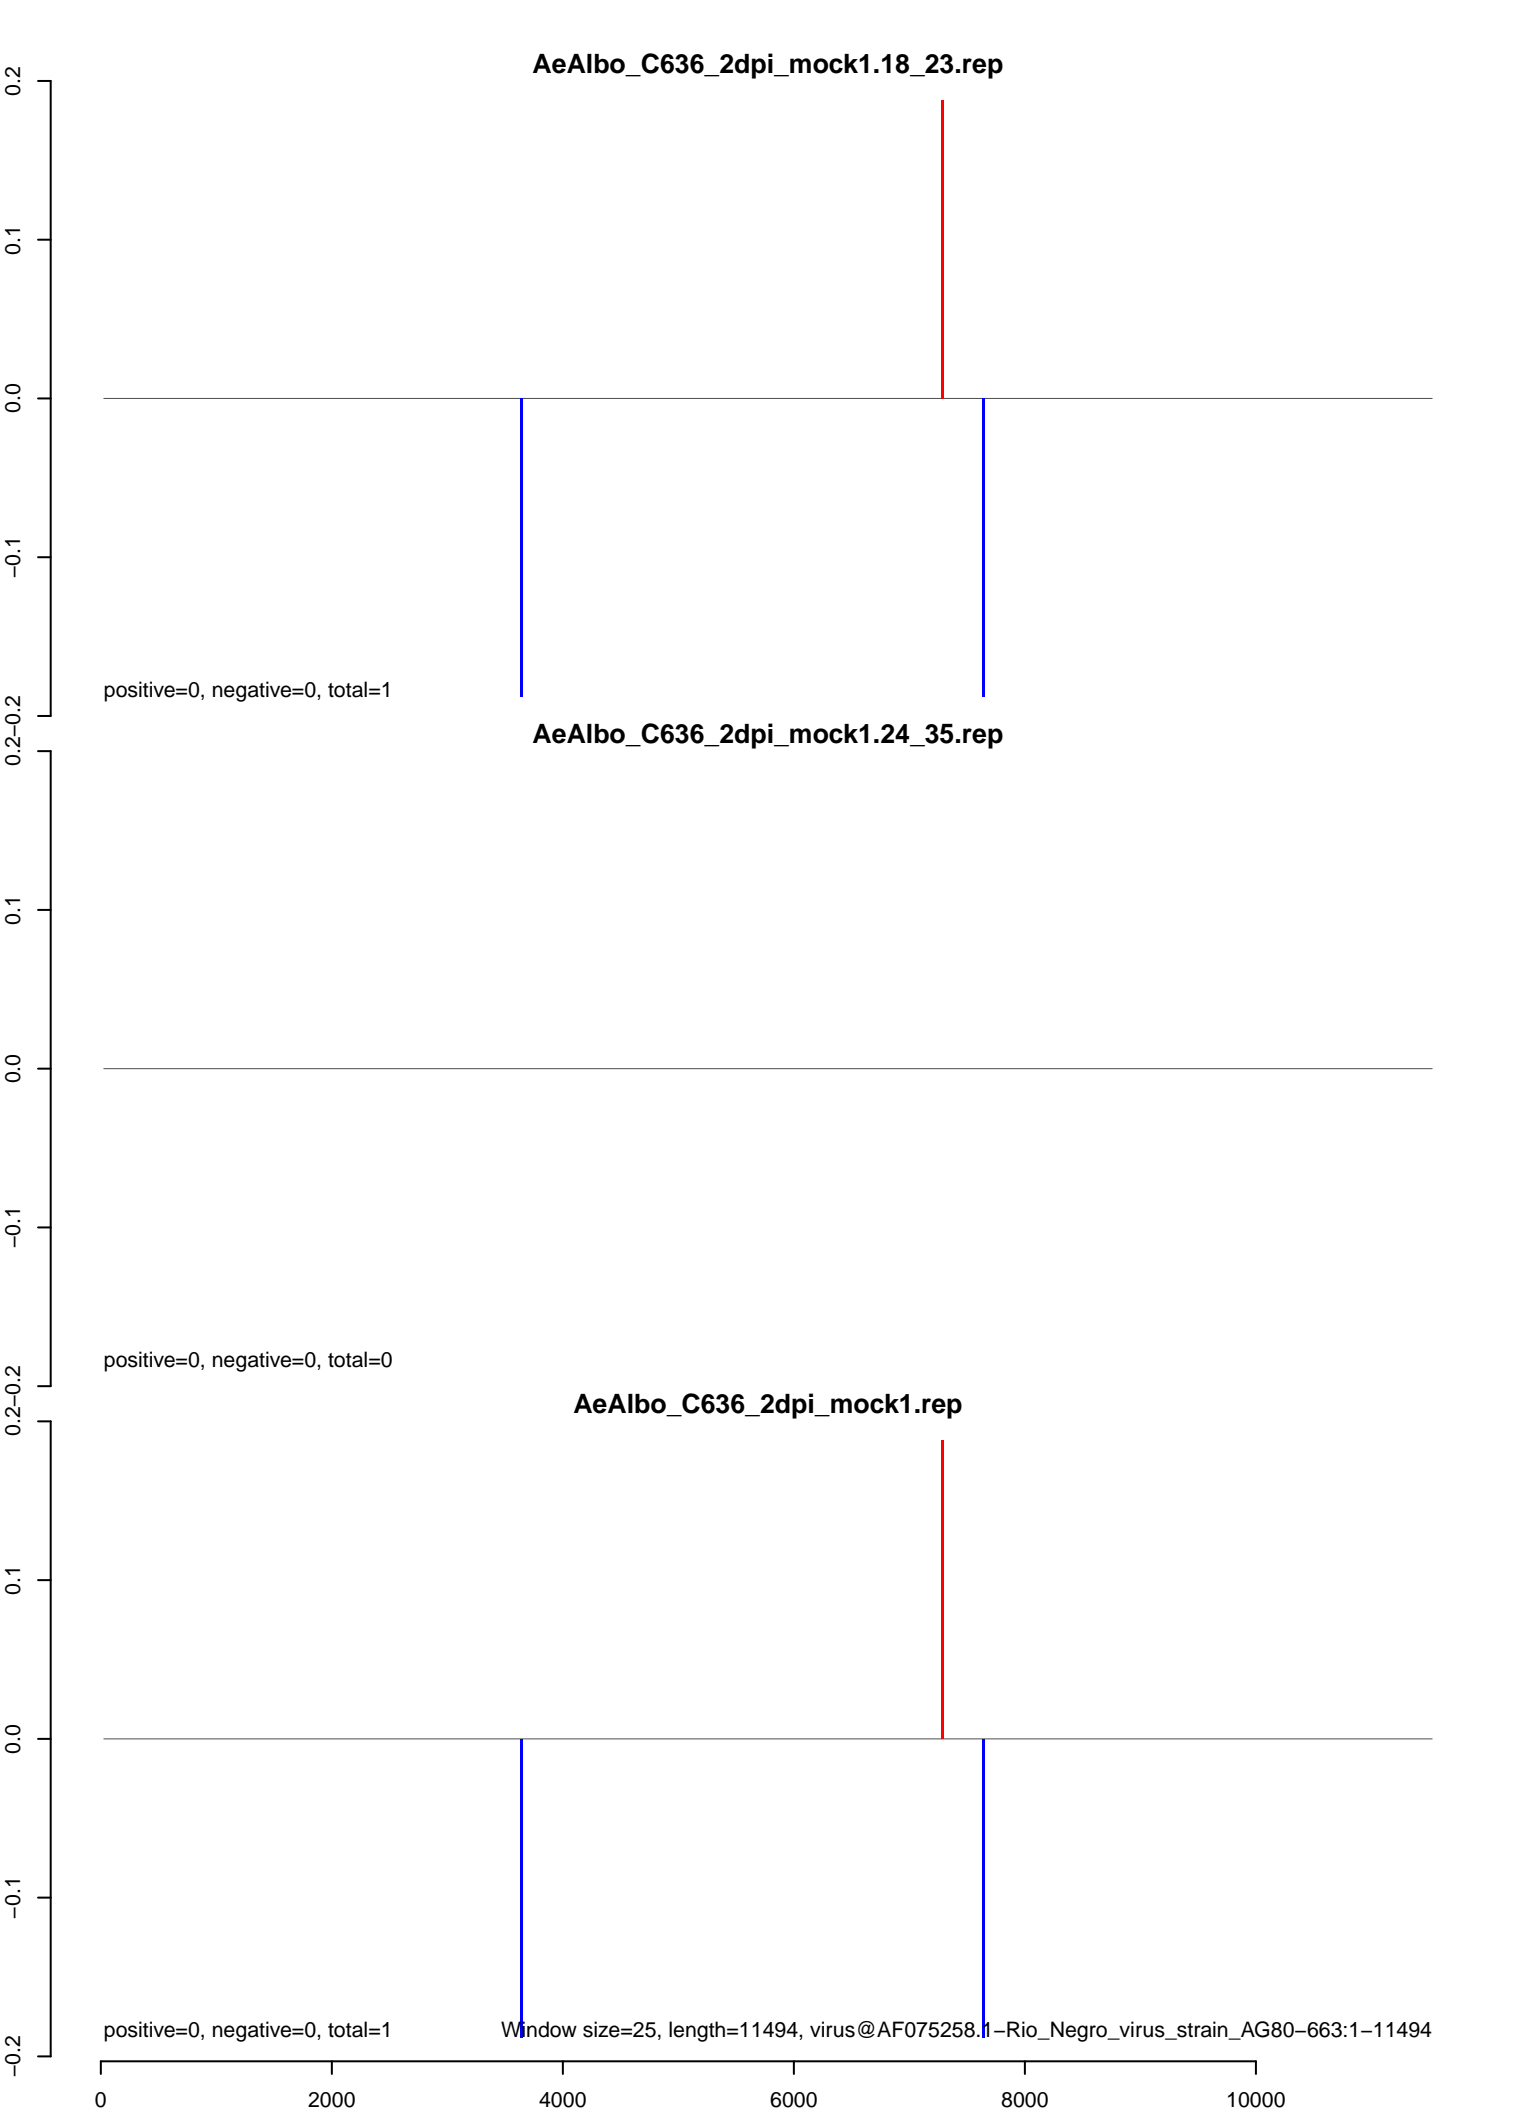 AeAlbo_C636_2dpi_mock1.18_23.rep
0.2
0.1
0.0
−0.1
−0.2
positive=0, negative=0, total=1
AeAlbo_C636_2dpi_mock1.24_35.rep
0.2
0.1
0.0
−0.1
−0.2
positive=0, negative=0, total=0
AeAlbo_C636_2dpi_mock1.rep
0.2
0.1
0.0
−0.1
−0.2
positive=0, negative=0, total=1
Window size=25, length=11494, virus@AF075258.1−Rio_Negro_virus_strain_AG80−663:1−11494
0 2000 4000 6000 8000 10000